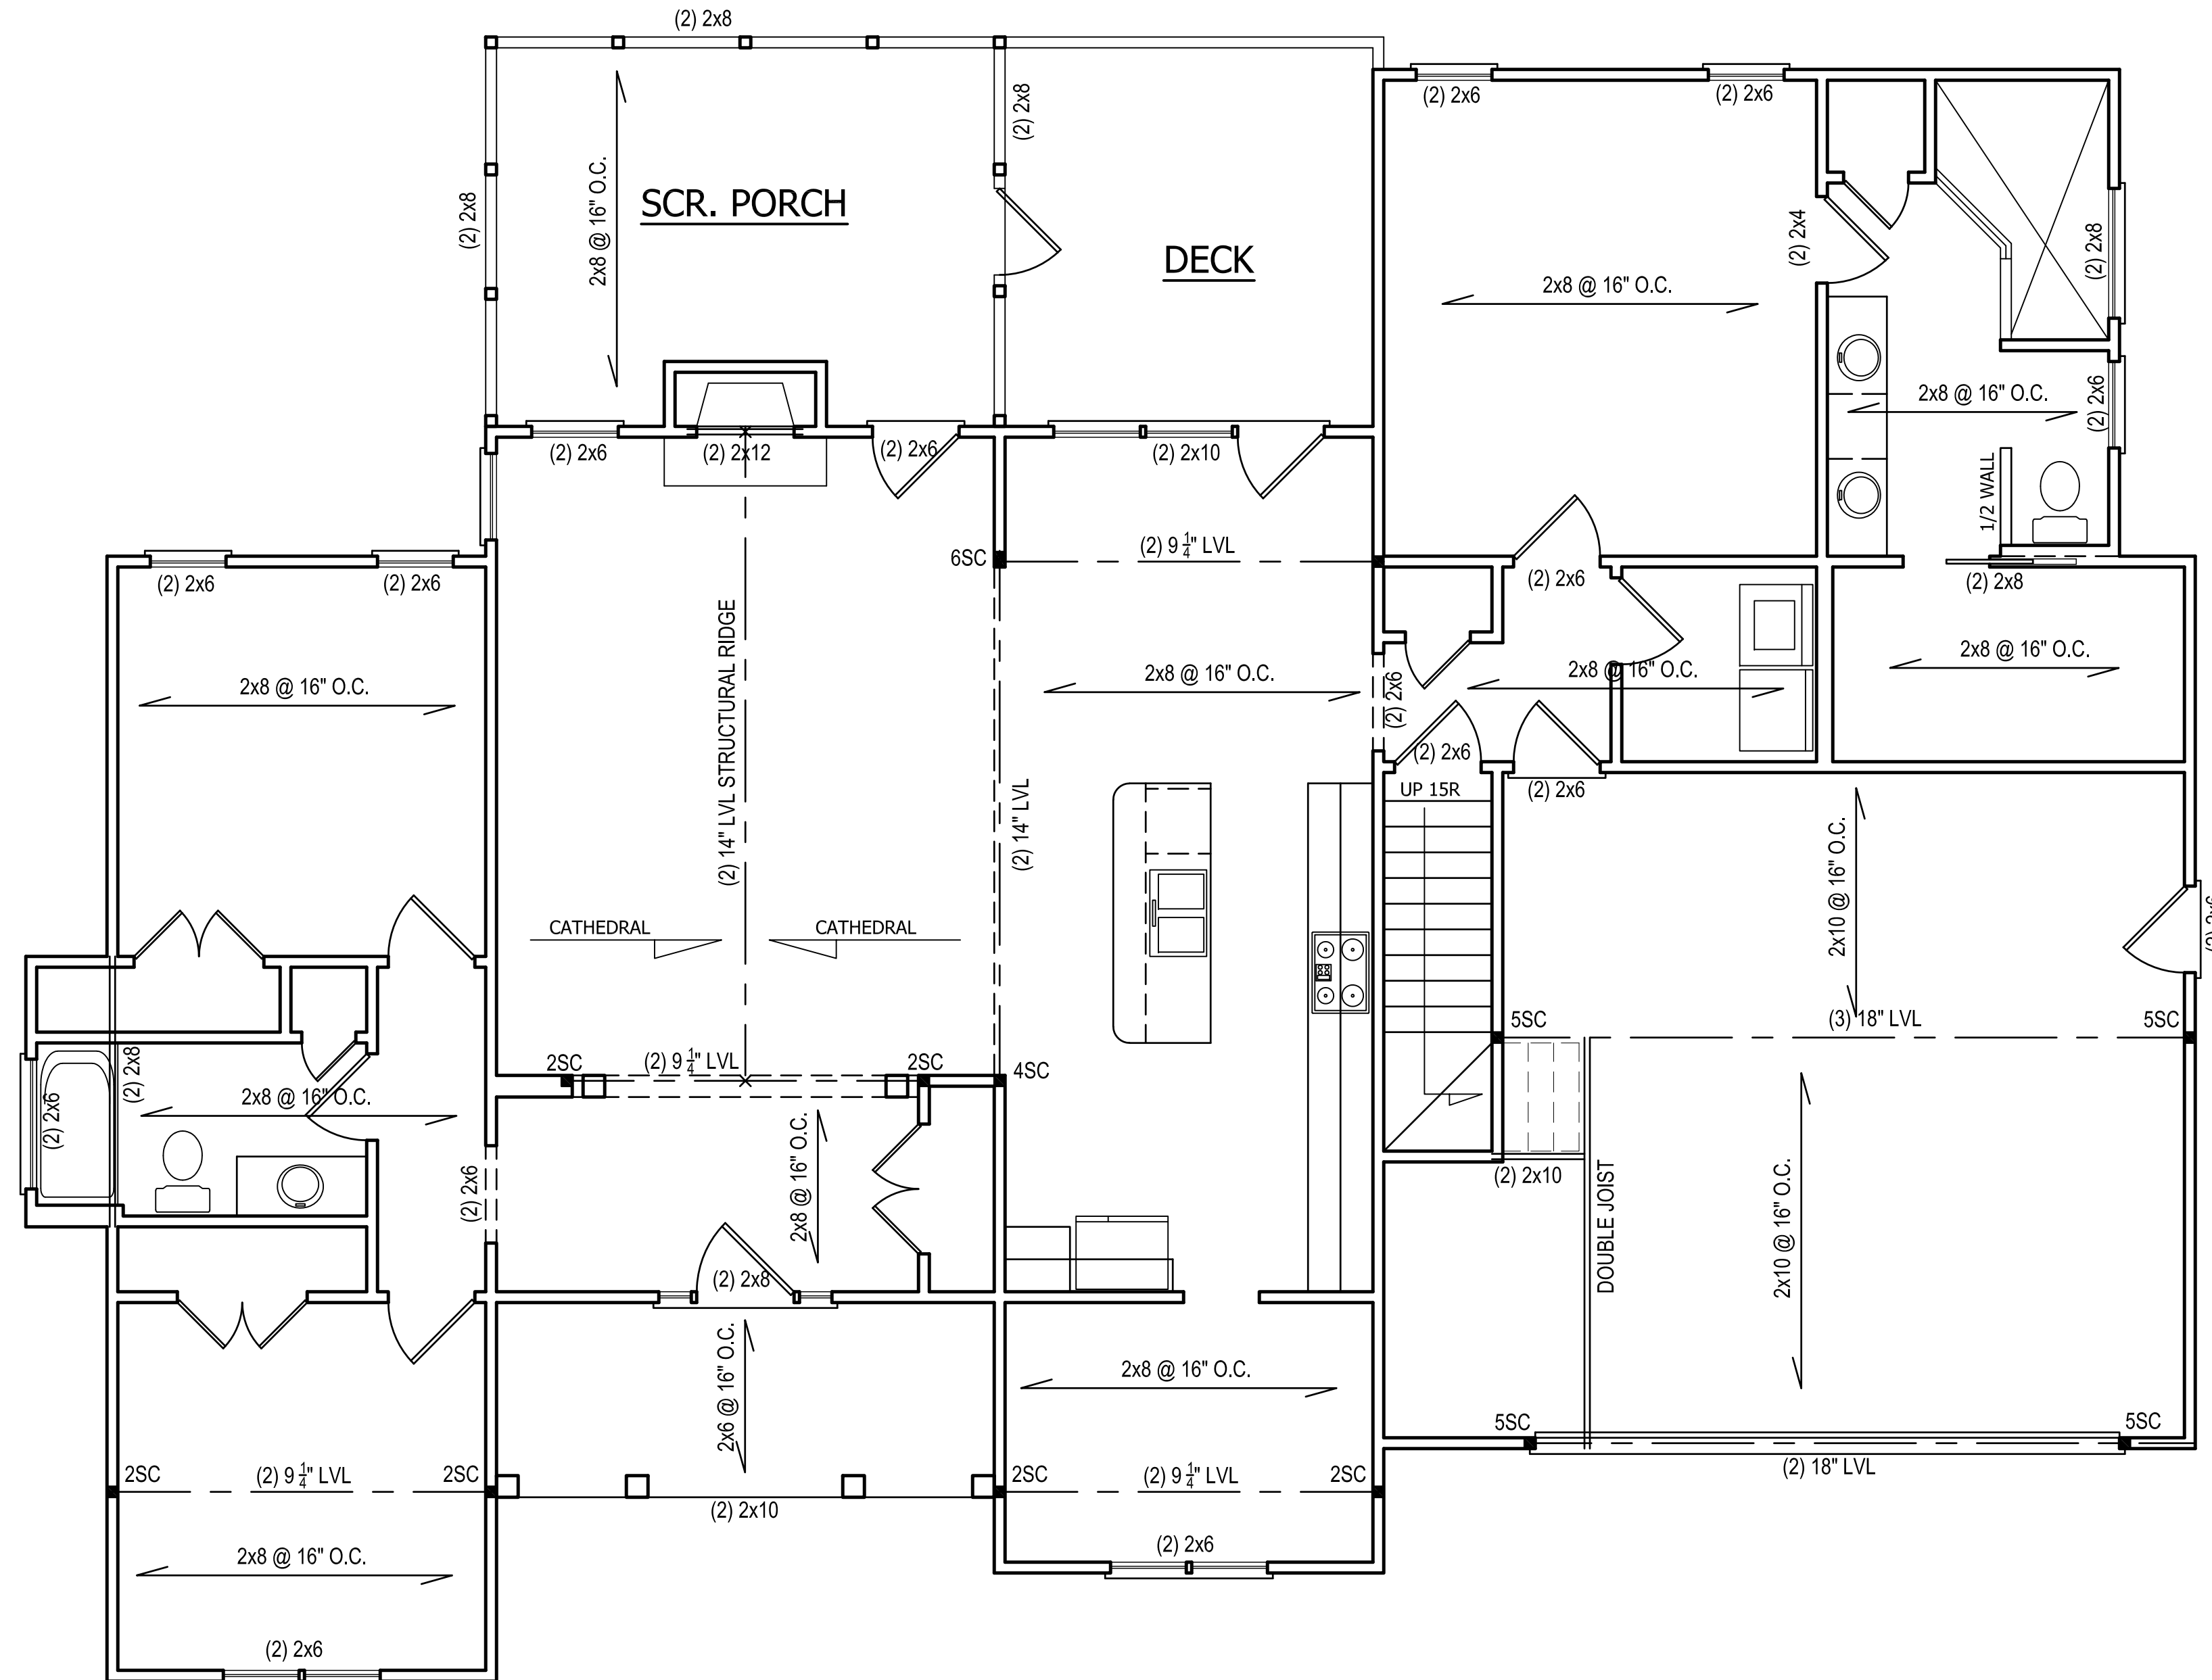 (2) 2x8
(2) 2x8
2x8 @ 16" O.C.
SCR. PORCH
(2) 2x8
DECK
(2) 2x6
(2) 2x6
(2) 2x4
(2) 2x8
2x8 @ 16" O.C.
2x8 @ 16" O.C.
(2) 2x6
1/2 WALL
(2) 2x6
(2) 2x12
(2) 2x6
(2) 2x10
6SC
(2) 9 1/4" LVL
(2) 2x6
(2) 2x6
(2) 2x6
(2) 2x8
2x8 @ 16" O.C.
(2) 14" LVL STRUCTURAL RIDGE
2x8 @ 16" O.C.
(2) 2x6
2x8 @ 16" O.C.
2x8 @ 16" O.C.
(2) 2x6
(2) 2x6
UP 15R
(2) 14" LVL
2x10 @ 16" O.C.
(2) 2x6
CATHEDRAL
CATHEDRAL
5SC
(3) 18" LVL
5SC
2SC
(2) 9 1/4" LVL
2SC
4SC
(2) 2x6
(2) 2x8
2x8 @ 16" O.C.
(2) 2x6
2x8 @ 16" O.C.
(2) 2x10
DOUBLE JOIST
2x10 @ 16" O.C.
(2) 2x8
2x6 @ 16" O.C.
2x8 @ 16" O.C.
5SC
5SC
(2) 18" LVL
2SC
(2) 9 1/4" LVL
2SC
2SC
(2) 9 1/4" LVL
2SC
(2) 2x10
(2) 2x6
2x8 @ 16" O.C.
(2) 2x6